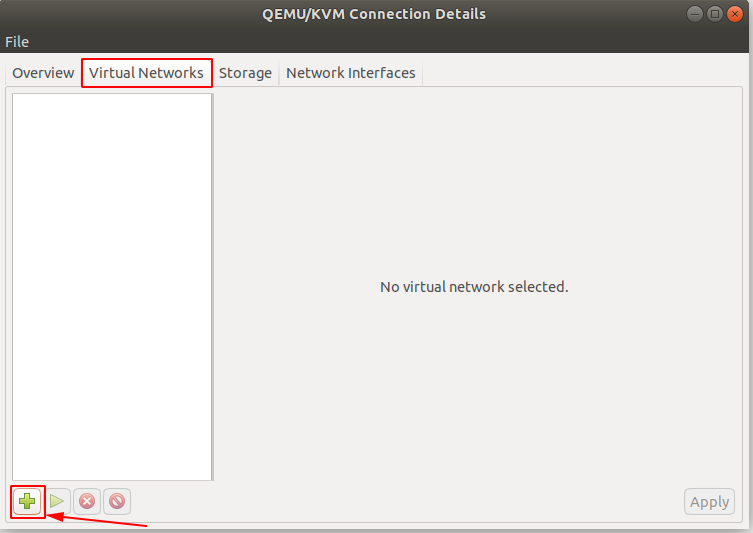 QEMU/KVM Connection Details
File
Overview Virtual Networks Storage Network Interfaces
No virtual network selected.
Apply